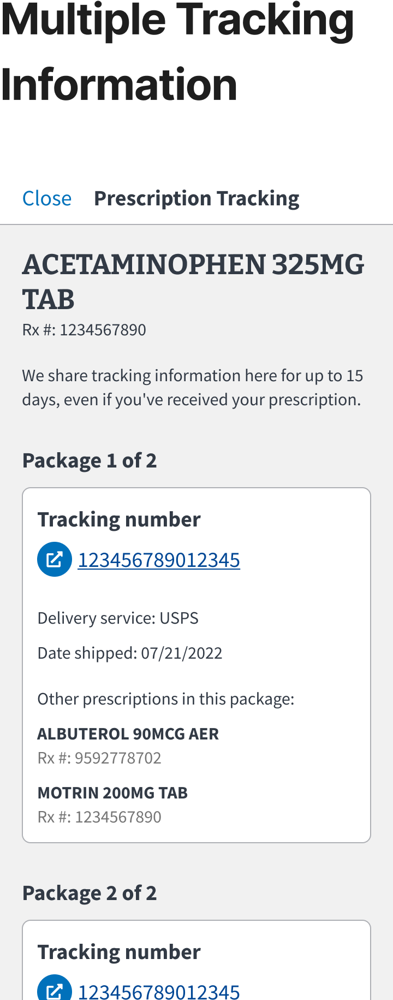 Multiple Tracking
Information
Close Prescription Tracking
ACETAMINOPHEN 325MG
TAB
Rx #: 1234567890
We share tracking information here for up to 15
days, even if you've received your prescription.
Package 1 of 2
Tracking number
123456789012345
Delivery service: USPS
Date shipped: 07/21/2022
Other prescriptions in this package:
ALBUTEROL 90MCG AER
Rx #: 9592778702
MOTRIN 200MG TAB
Rx #: 1234567890
Package 2 of 2
Tracking number
123456789012345